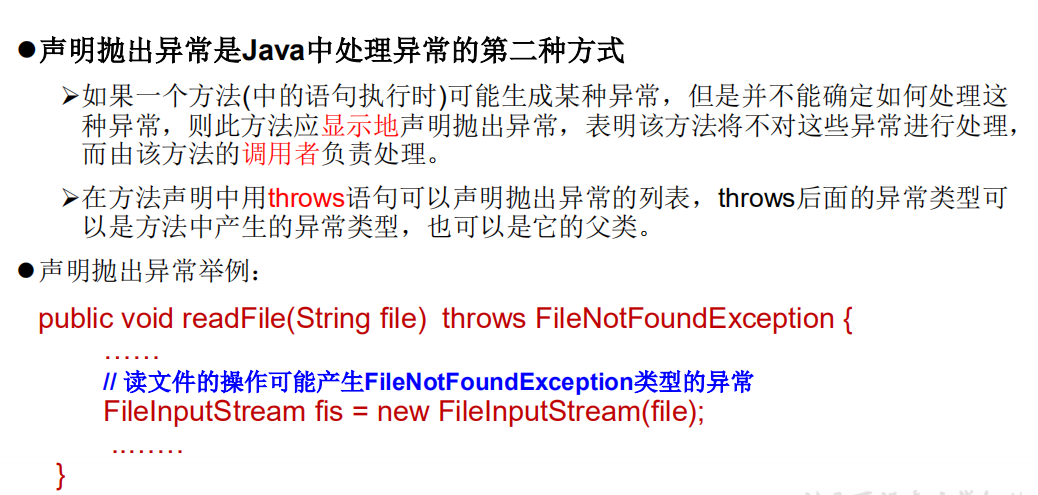 ●声明抛出异常是Java中处理异常的第二种方式
➢如果一个方法(中的语句执行时)可能生成某种异常，但是并不能确定如何处理这
种异常，则此方法应显示地声明抛出异常，表明该方法将不对这些异常进行处理，
而由该方法的调用者负责处理。
➢在方法声明中用throws语句可以声明抛出异常的列表，throws后面的异常类型可
以是方法中产生的异常类型，也可以是它的父类。
●声明抛出异常举例：
public void readFile(String file) throws FileNotFoundException {
……
// 读文件的操作可能产生FileNotFoundException类型的异常
FileInputStream fis = new FileInputStream(file);
………
}